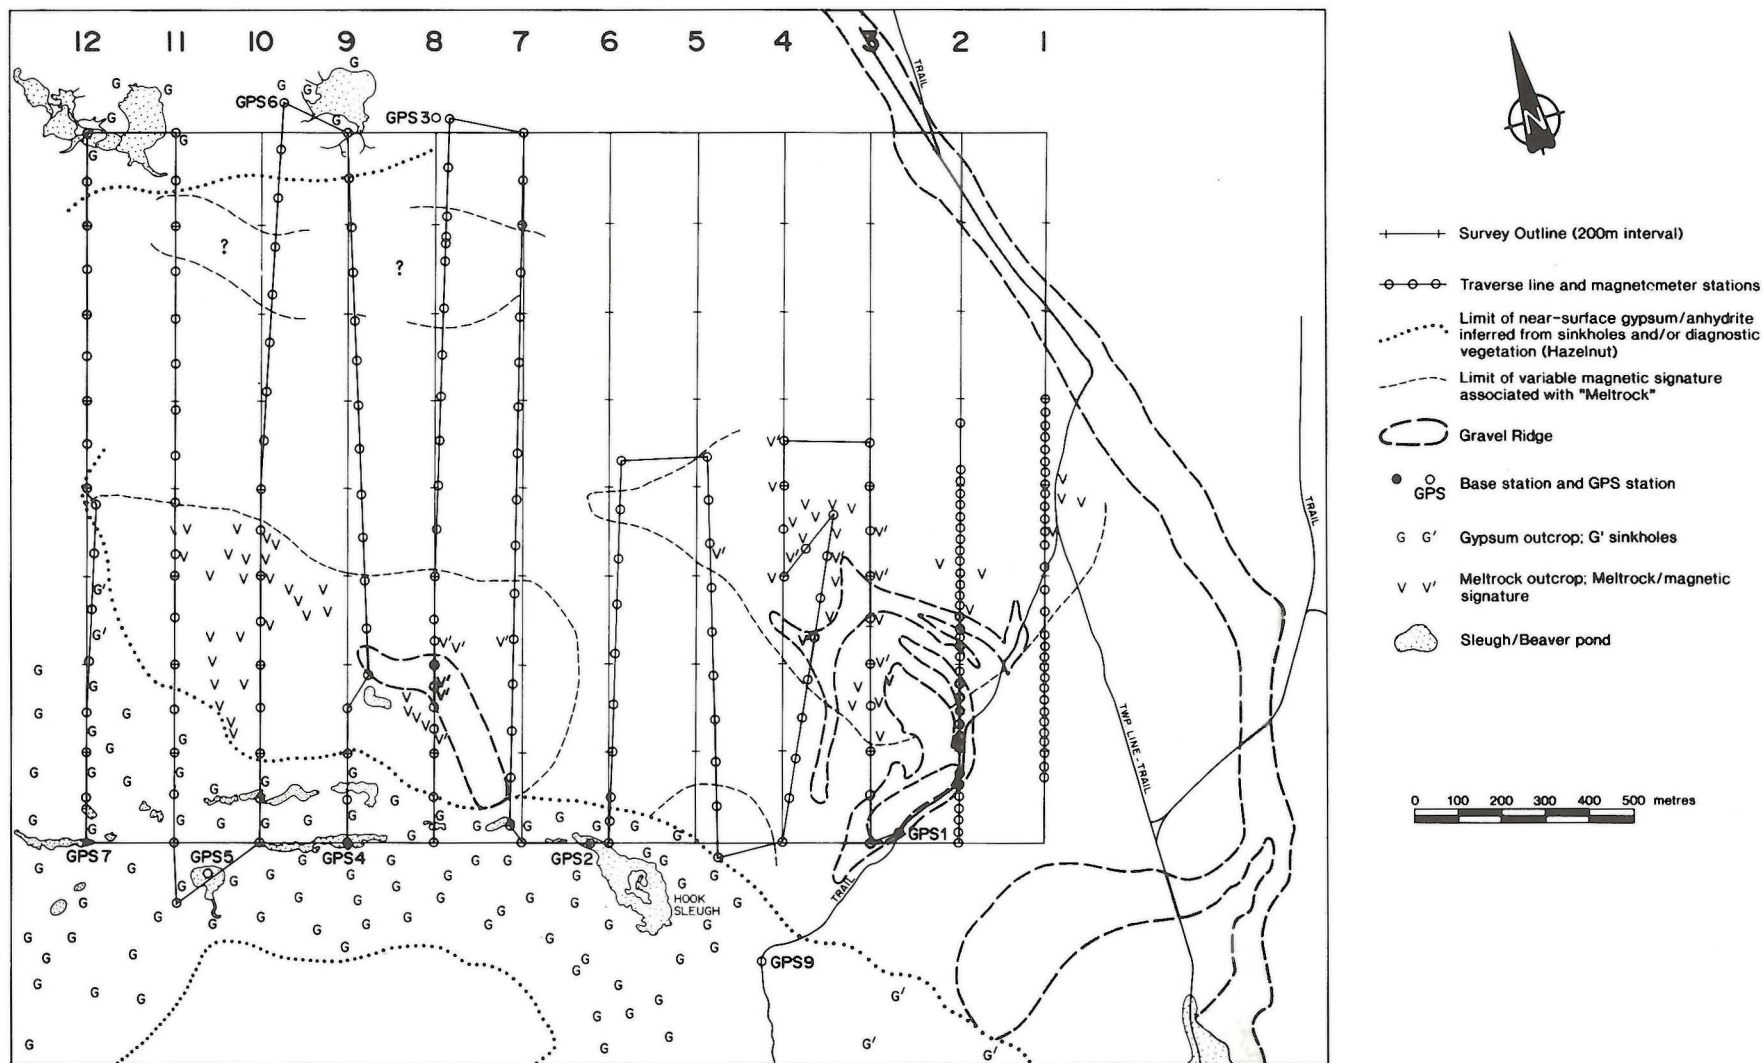 12 11 10 9 8 7 6 5 4 3 2 1
TRAIL
G G G G G
GPS6 G G
GPS3
G G
G
? ?
V' V V V
V V V V V V
V' V' V V' V' V' V
G' V V V V
G' V' V' V' V V V
G G V' V' V
G G G V V V
G G G G
G G G G G G G
GPS7 GPS5 GPS4 GPS2 GPS1
HOOK
SLEUGH
TRAIL
GPS9
TWP LINE - TRAIL
TRAIL
G'
G' G'
N
Survey Outline (200m interval)
Traverse line and magnetometer stations
Limit of near-surface gypsum/anhydrite
inferred from sinkholes and/or diagnostic
vegetation (Hazelnut)
Limit of variable magnetic signature
associated with "Meltrock"
Gravel Ridge
GPS Base station and GPS station
G G' Gypsum outcrop; G' sinkholes
V V' Meltrock outcrop; Meltrock/magnetic
signature
Sleugh/Beaver pond
0 100 200 300 400 500 metres